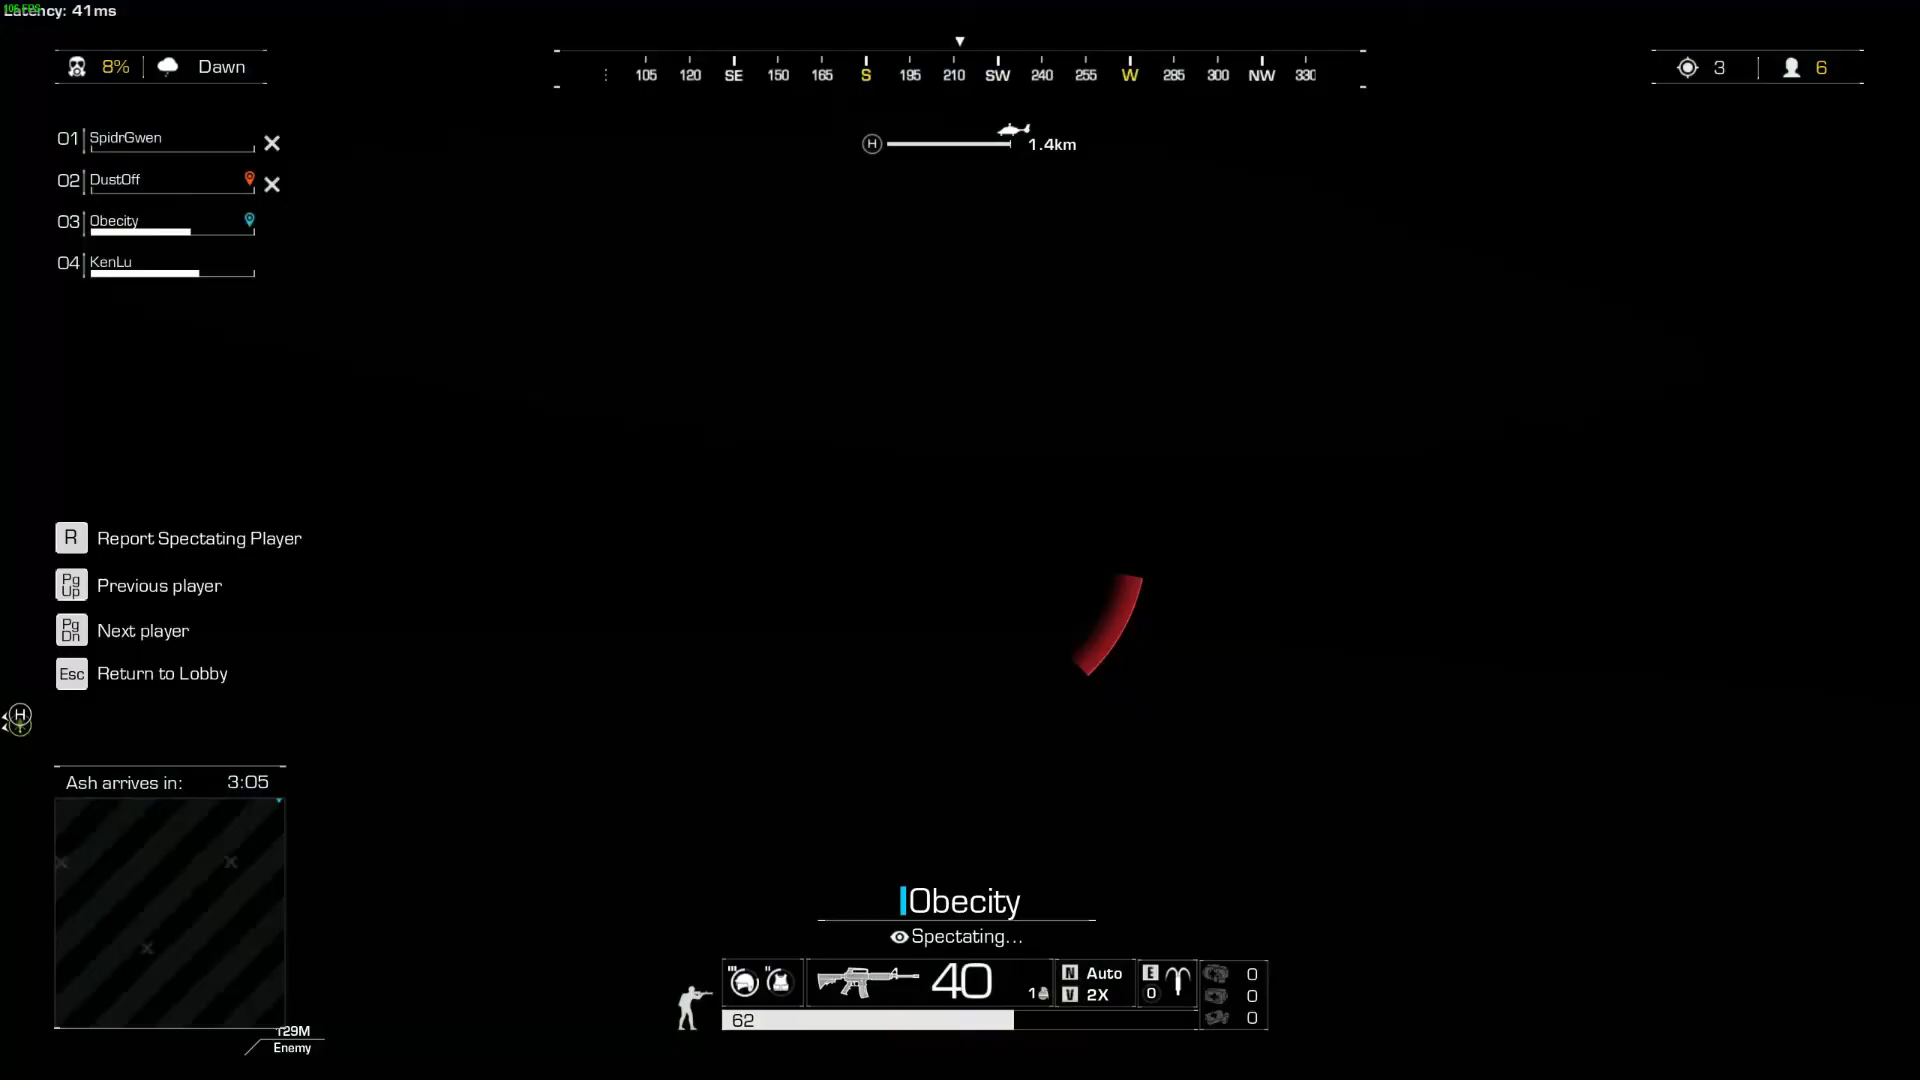 Latency: 41ms
8% Dawn
105 120 SE 150 165 S 195 210 SW 240 255 W 285 300 NW 330
3 6
H 1.4km
01 SpidrGwen
02 DustOff
03 Obecity
04 KenLu
R Report Spectating Player
Pg Up Previous player
Pg Dn Next player
Esc Return to Lobby
H
Ash arrives in: 3:05
129M
Enemy
Obecity
Spectating...
40 1 N Auto E 0
V 2X
0
0
0
62